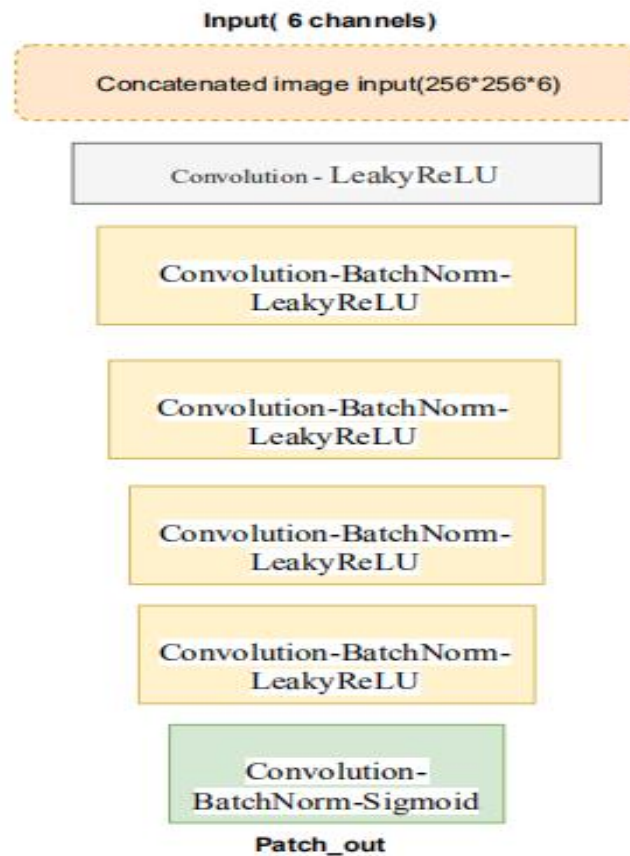 Input( 6 channels)
Concatenated image input(256*256*6)
Convolution - LeakyReLU
Convolution-BatchNorm-
LeakyReLU
Convolution-BatchNorm-
LeakyReLU
Convolution-BatchNorm-
LeakyReLU
Convolution-BatchNorm-
LeakyReLU
Convolution-
BatchNorm-Sigmoid
Patch_out